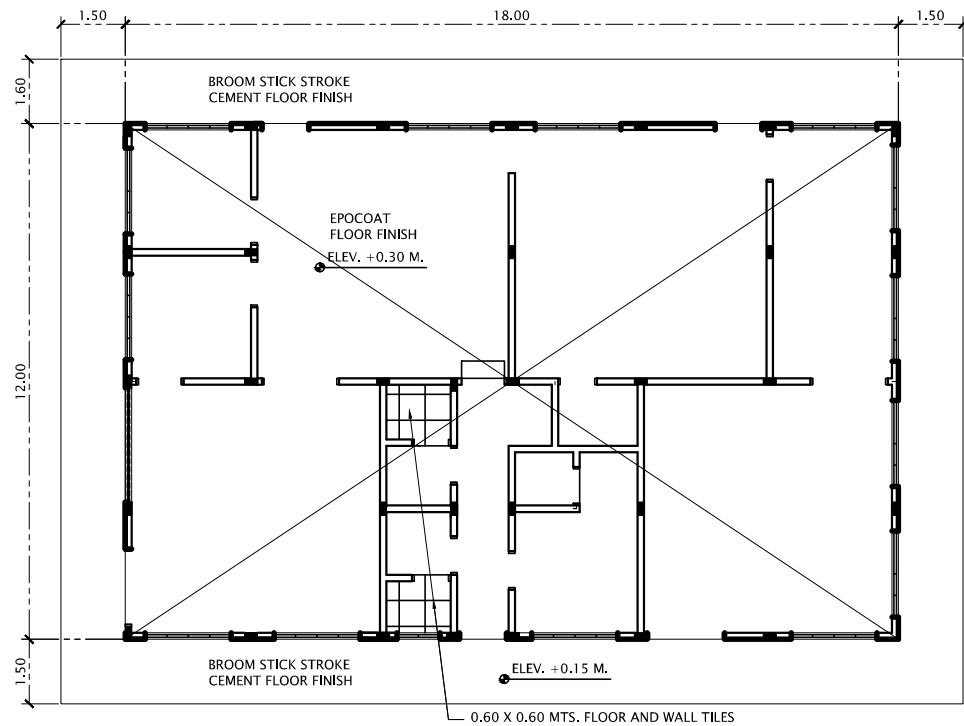 1.50
18.00
1.50
1.60
BROOM STICK STROKE
CEMENT FLOOR FINISH
EPOCOAT
FLOOR FINISH
ELEV. +0.30 M.
12.00
BROOM STICK STROKE
CEMENT FLOOR FINISH
ELEV. +0.15 M.
1.50
0.60 X 0.60 MTS. FLOOR AND WALL TILES